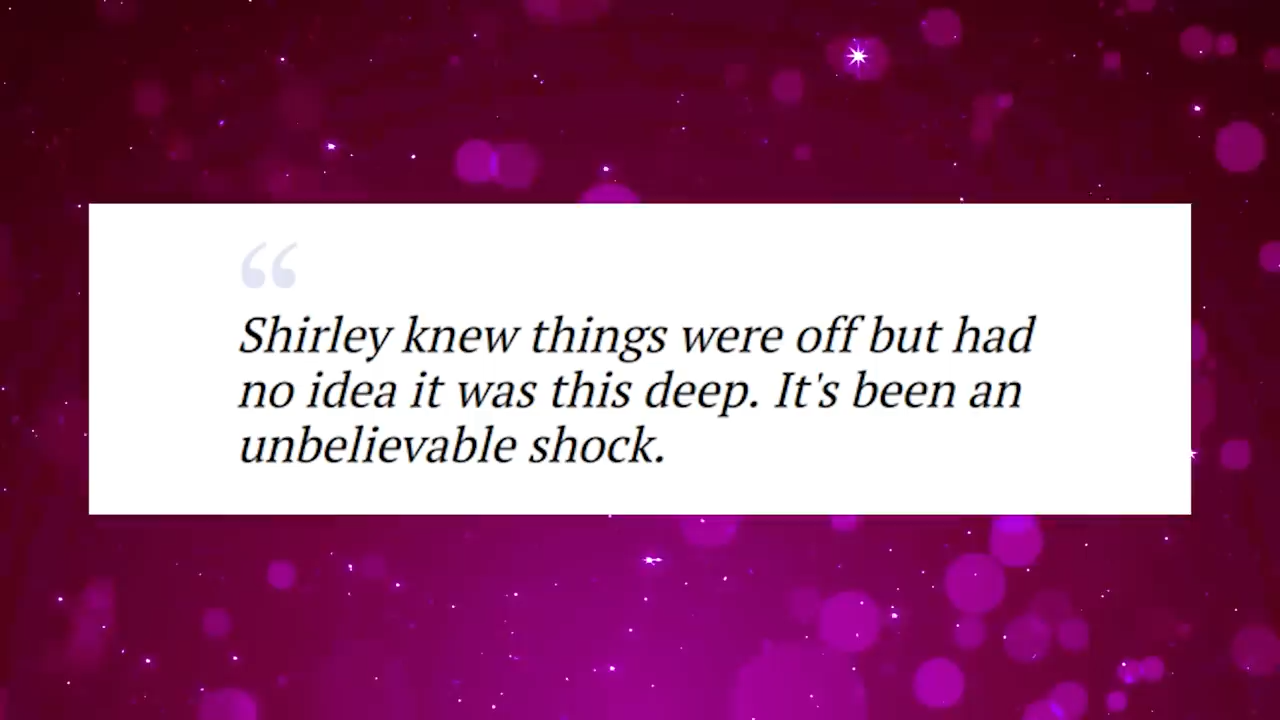 “
Shirley knew things were off but had
no idea it was this deep. It's been an
unbelievable shock.